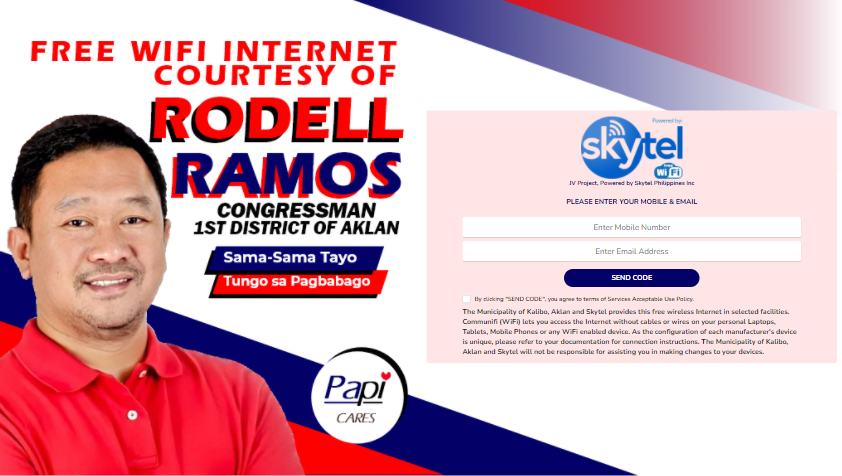 FREE WIFI INTERNET
COURTESY OF
RODELL
RAMOS
CONGRESSMAN
1ST DISTRICT OF AKLAN
Sama-Sama Tayo
Tungo sa Pagbabago
Papi
CARES
Powered by:
skytel
WiFi
JV Project, Powered by Skytel Philippines Inc
PLEASE ENTER YOUR MOBILE & EMAIL
Enter Mobile Number
Enter Email Address
SEND CODE
By clicking "SEND CODE", you agree to terms of Services Acceptable Use Policy.
The Municipality of Kalibo, Aklan and Skytel provides this free wireless Internet in selected facilities.
Communifi (WiFi) lets you access the Internet without cables or wires on your personal Laptops,
Tablets, Mobile Phones or any WiFi enabled device. As the configuration of each manufacturer's device
is unique, please refer to your documentation for connection instructions. The Municipality of Kalibo,
Aklan and Skytel will not be responsible for assisting you in making changes to your devices.